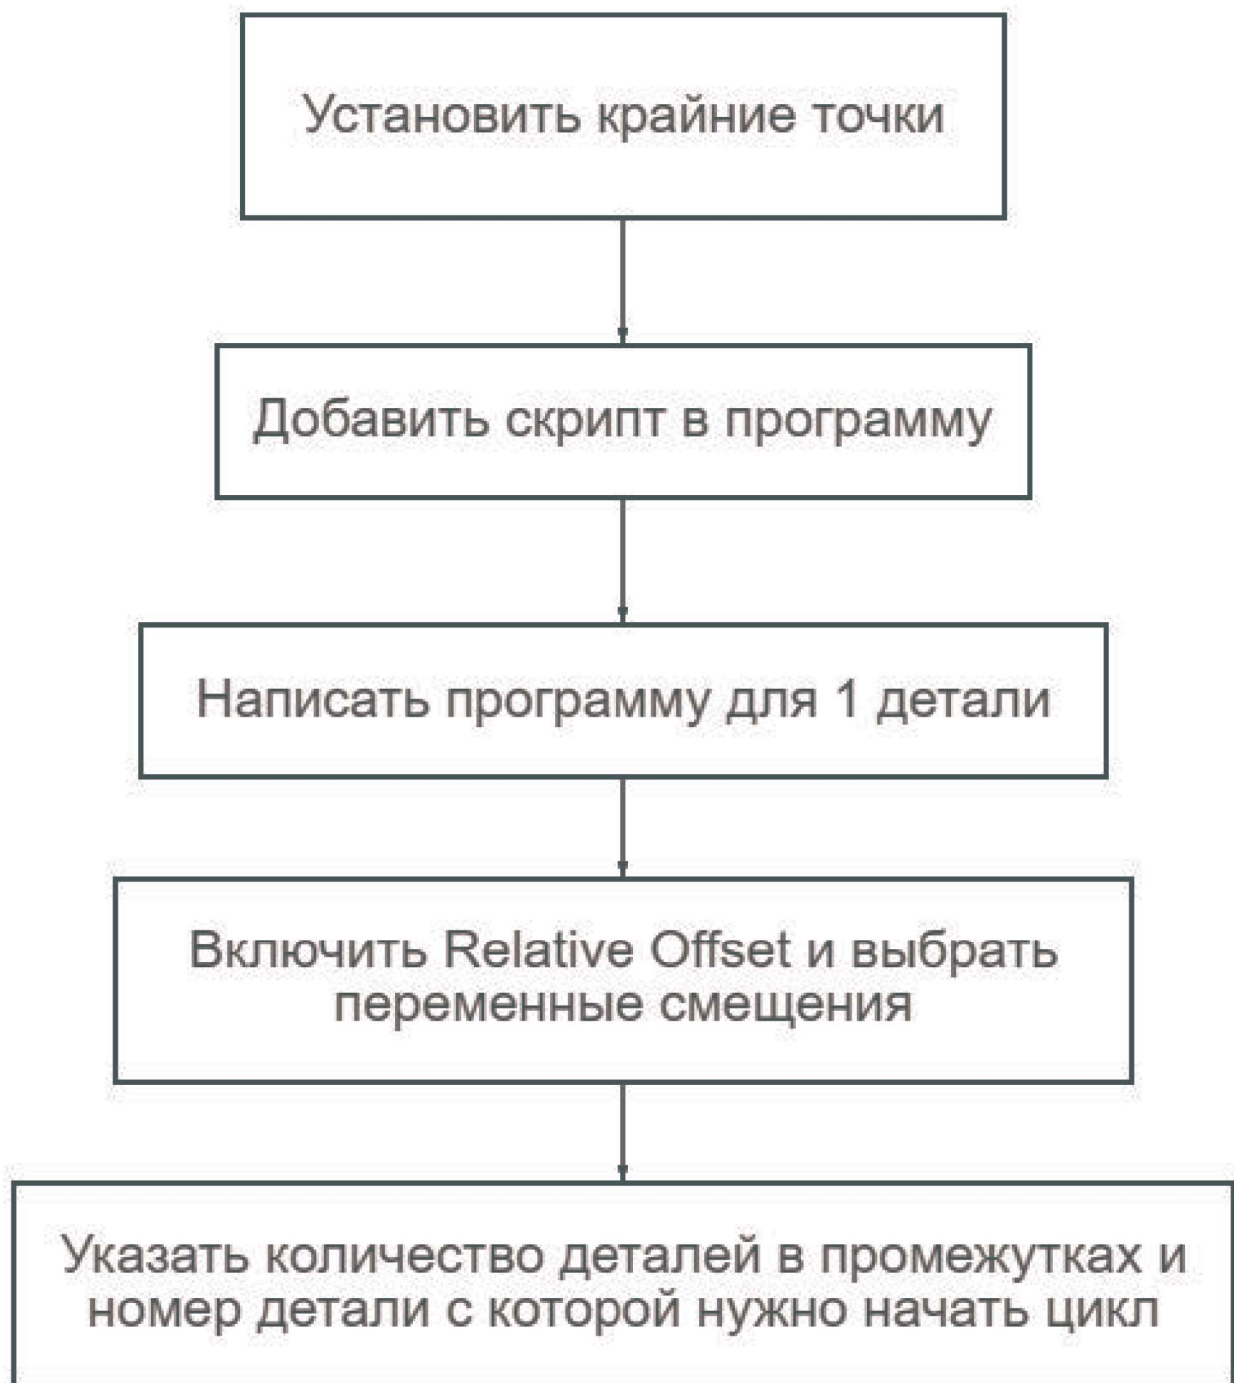 Установить крайние точки
Добавить скрипт в программу
Написать программу для 1 детали
Включить Relative Offset и выбрать
переменные смещения
Указать количество деталей в промежутках и
номер детали с которой нужно начать цикл